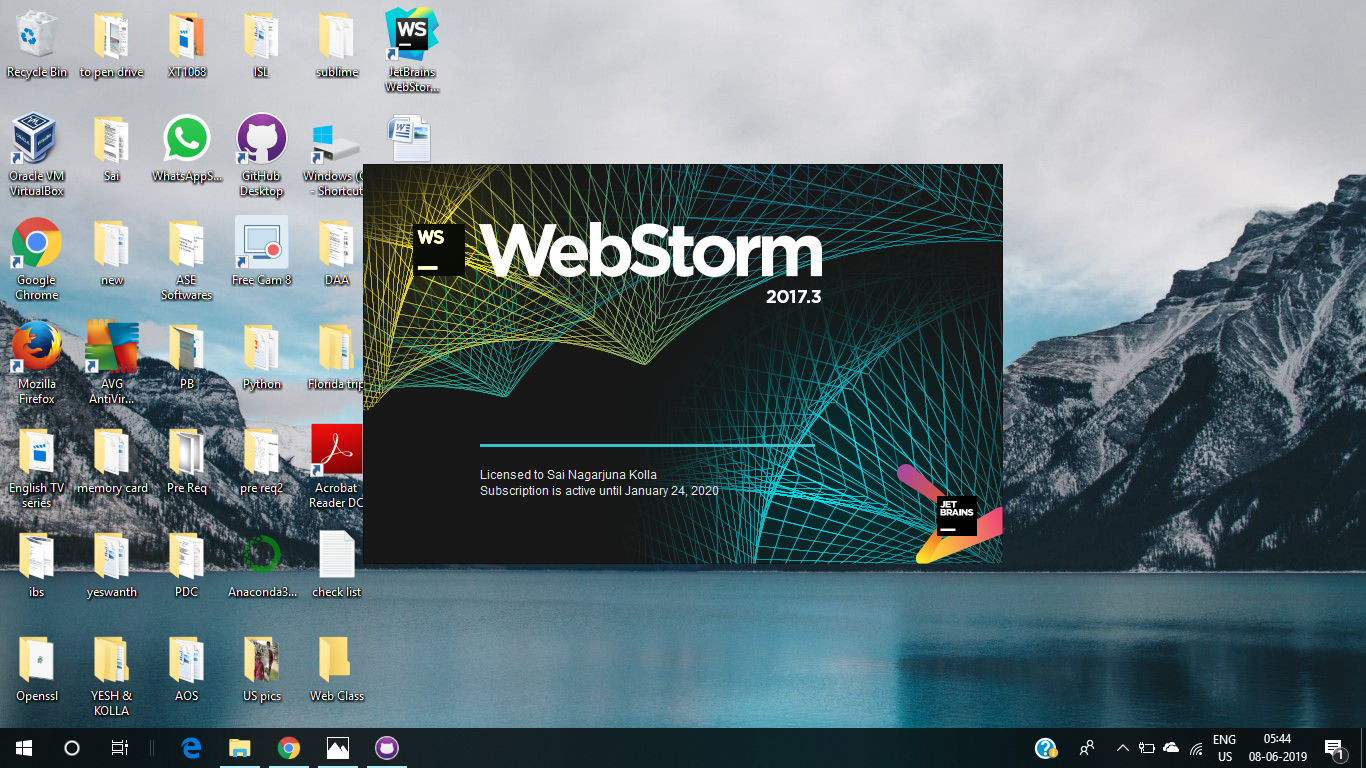 Recycle Bin
to pen drive
XT1068
ISL
sublime
WS
JetBrains
WebStor...
Oracle VM
VirtualBox
Sai
WhatsAppS...
GitHub
Desktop
Windows (C
- Shortcut
Google
Chrome
new
ASE
Softwares
Free Cam 8
DAA
Mozilla
Firefox
AVG
AntiVir...
PB
Python
Florida trip
English TV
series
memory card
Pre Req
pre req2
Acrobat
Reader DC
ibs
yeswanth
PDC
Anaconda3...
check list
Openssl
YESH &
KOLLA
AOS
US pics
Web Class
WS
WebStorm
2017.3
Licensed to Sai Nagarjuna Kolla
Subscription is active until January 24, 2020
JET
BRAINS
ENG
US
05:44
08-06-2019
1